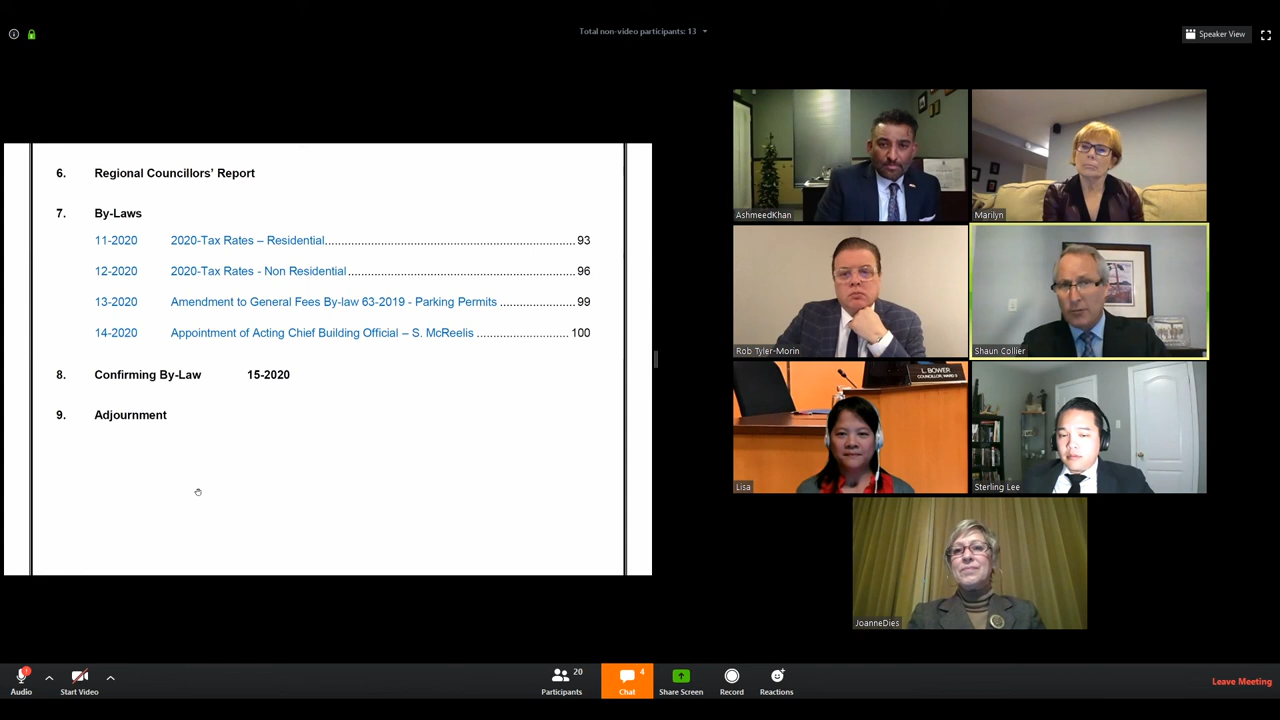 Total non-video participants: 13
Speaker View
6. Regional Councillors' Report
7. By-Laws
11-2020 2020-Tax Rates – Residential 93
12-2020 2020-Tax Rates - Non Residential 96
13-2020 Amendment to General Fees By-law 63-2019 - Parking Permits 99
14-2020 Appointment of Acting Chief Building Official – S. McReelis 100
8. Confirming By-Law 15-2020
9. Adjournment
AshmeedKhan
Marilyn
Rob Tyler-Morin
Shaun Collier
L. BOWER
COUNCILLOR, WARD 3
Lisa
Sterling Lee
JoanneDies
Audio
Start Video
20
Participants
4
Chat
Share Screen
Record
Reactions
Leave Meeting